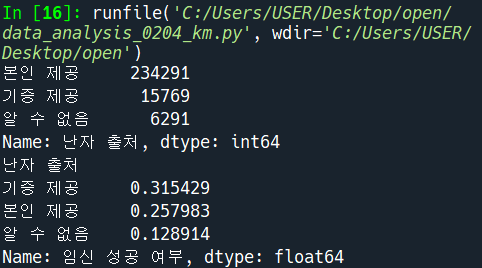 In [16]: runfile('C:/Users/USER/Desktop/open/
data_analysis_0204_km.py', wdir='C:/Users/USER/
Desktop/open')
본인 제공 234291
기증 제공 15769
알 수 없음 6291
Name: 난자 출처, dtype: int64
난자 출처
기증 제공 0.315429
본인 제공 0.257983
알 수 없음 0.128914
Name: 임신 성공 여부, dtype: float64